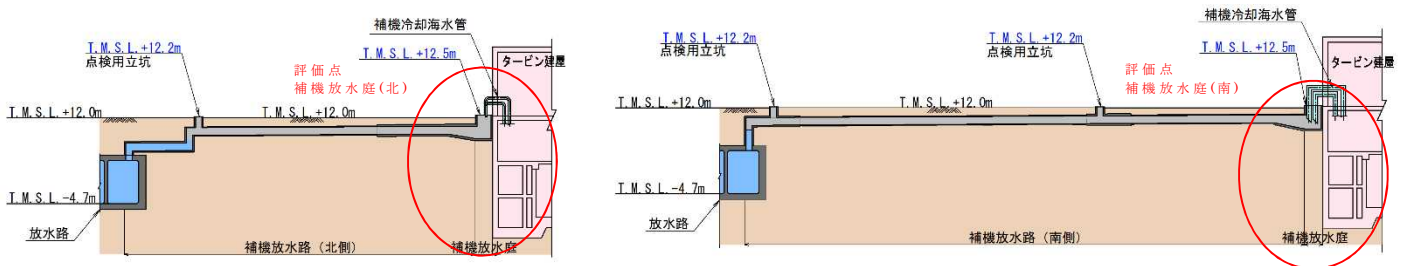 補機冷却海水管
T.M.S.L.+12.2m
点検用立坑
T.M.S.L.+12.5m
タービン建屋
評価点
補機放水庭(北)
T.M.S.L.+12.0m
T.M.S.L.+12.0m
T.M.S.L.-4.7m
放水路
補機放水路(北側)
補機放水庭
補機冷却海水管
T.M.S.L.+12.2m
点検用立坑
T.M.S.L.+12.2m
点検用立坑
T.M.S.L.+12.5m
タービン建屋
評価点
補機放水庭(南)
T.M.S.L.+12.0m
T.M.S.L.+12.0m
T.M.S.L.-4.7m
放水路
補機放水路(南側)
補機放水庭